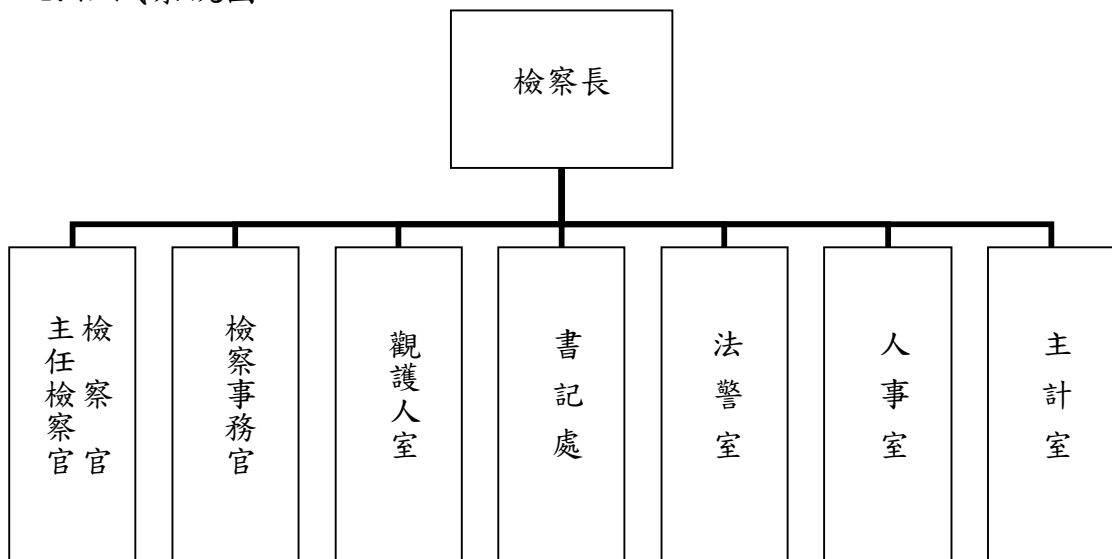 檢察長
主任檢察官
檢察官
檢察事務官
觀護人室
書記處
法警室
人事室
主計室